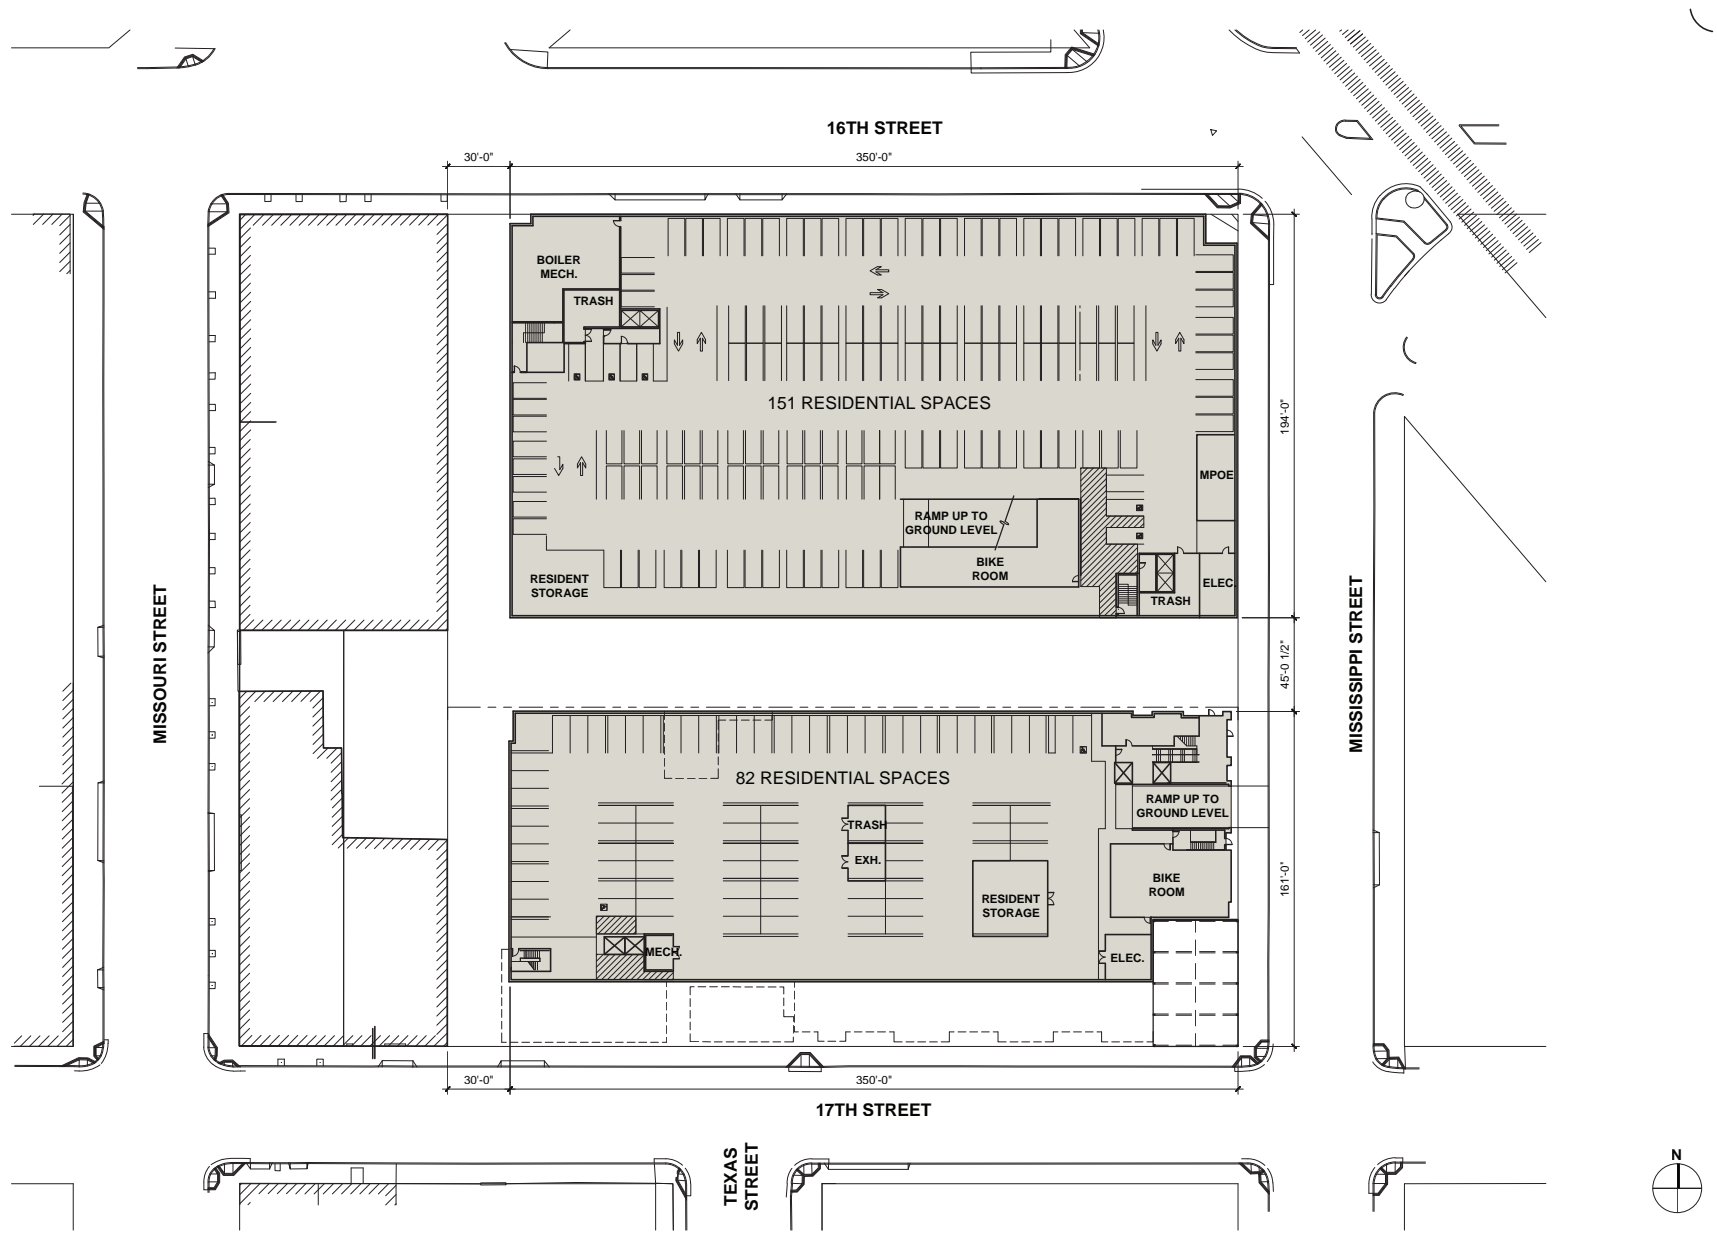 16TH STREET
30'-0"
350'-0"
BOILER
MECH.
TRASH
151 RESIDENTIAL SPACES
194'-0"
MPOE
RAMP UP TO
GROUND LEVEL
BIKE
ROOM
RESIDENT
STORAGE
ELEC.
TRASH
MISSOURI STREET
MISSISSIPPI STREET
45'-0 1/2"
82 RESIDENTIAL SPACES
RAMP UP TO
GROUND LEVEL
TRASH
EXH.
BIKE
ROOM
RESIDENT
STORAGE
161'-0"
MECH.
ELEC.
30'-0"
350'-0"
17TH STREET
TEXAS
STREET
N